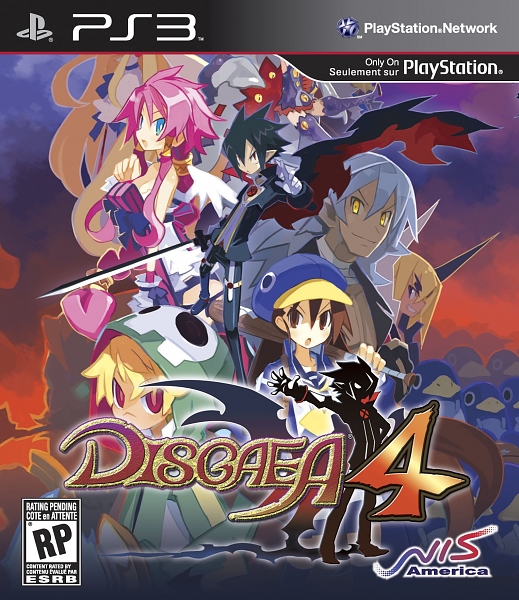 PS3™
PlayStation®Network
Only On
Seulement sur
PlayStation®
DISGAEA 4
RATING PENDING
COTE en ATTENTE
RP
CONTENT RATED BY
CONTENU ÉVALUÉ PAR
ESRB
NIS
America